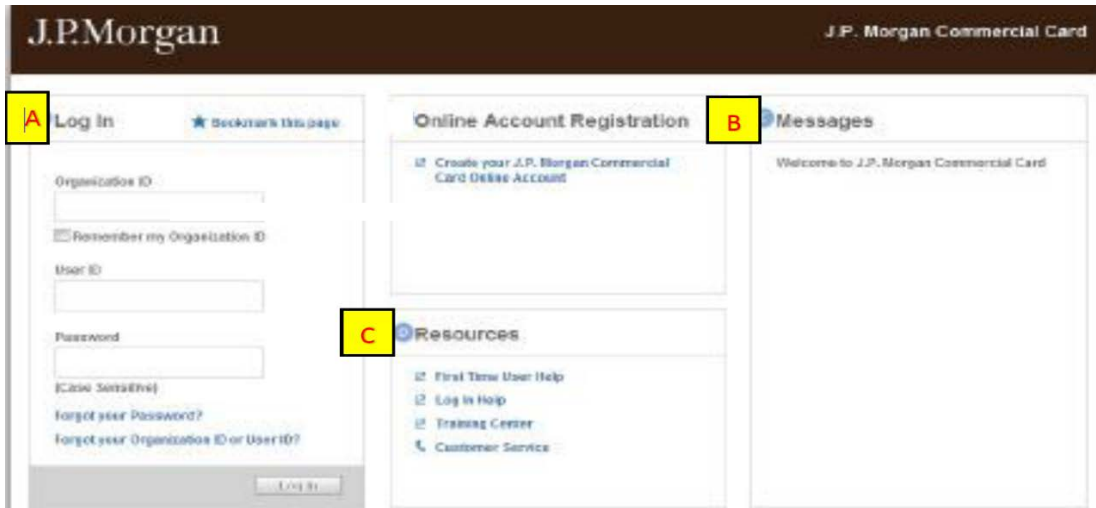 J.P.Morgan
J.P. Morgan Commercial Card
A
Log In
★ Bookmark this page
Organization ID
Remember my Organization ID
User ID
Password
(Case Sensitive)
Forgot your Password?
Forgot your Organization ID or User ID?
Log In
Online Account Registration
Create your J.P. Morgan Commercial
Card Online Account
C
Resources
First Time User Help
Log In Help
Training Center
Customer Service
B
Messages
Welcome to J.P. Morgan Commercial Card